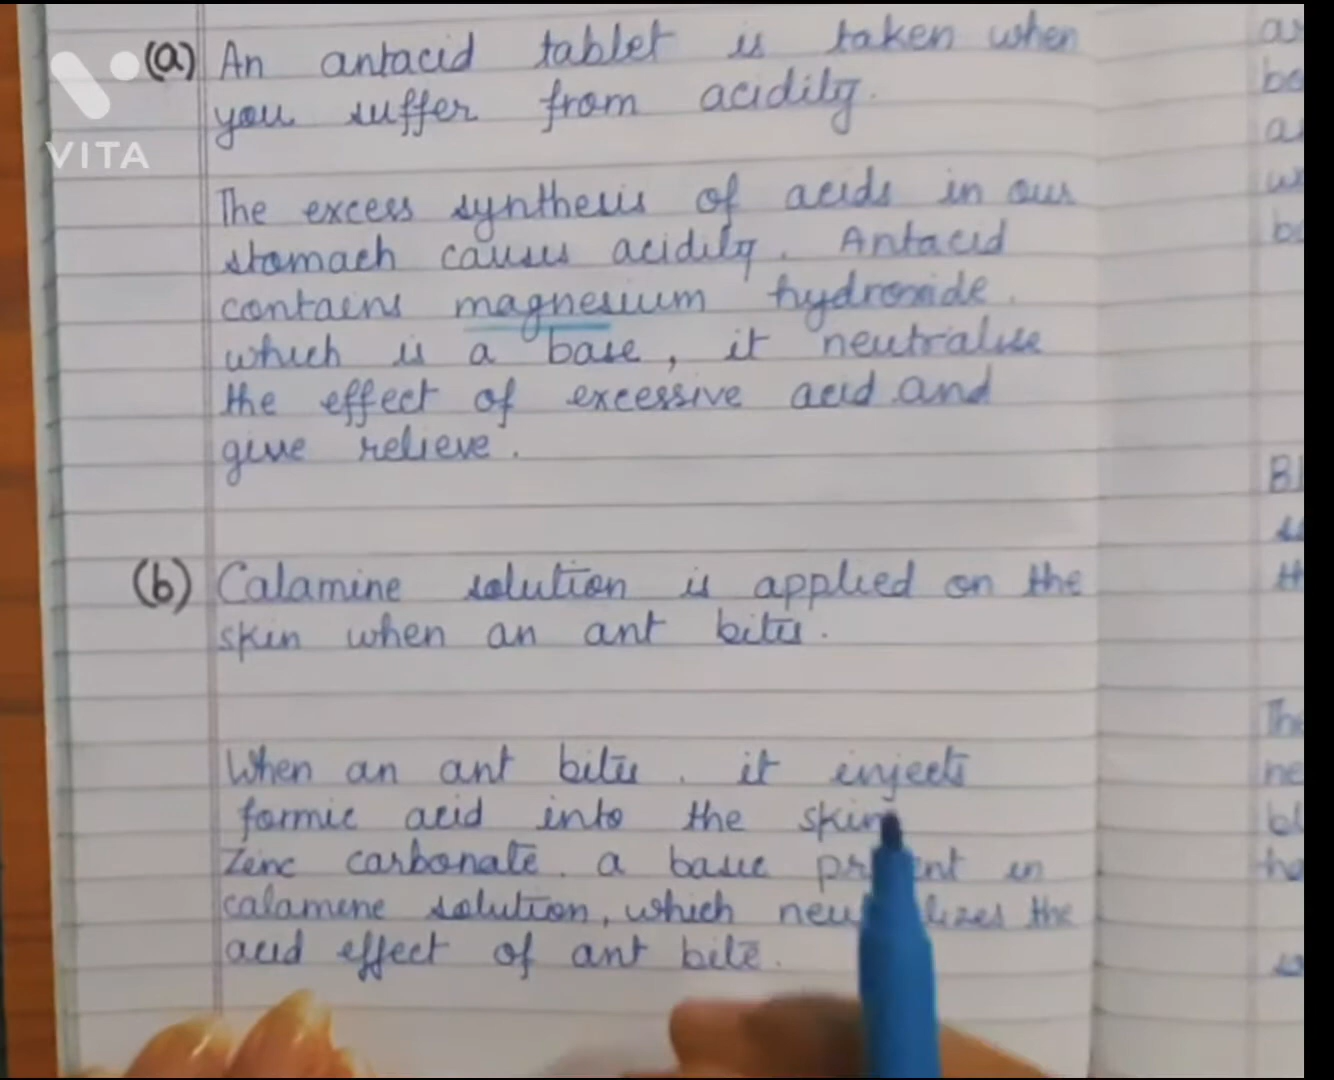 VITA
(a) An antacid tablet is taken when
you suffer from acidity.
The excess synthesis of acids in our
stomach causes acidity. Antacid
contains magnesium hydroxide.
which is a base, it neutralise
the effect of excessive acid and
give relieve.
(b) Calamine solution is applied on the
skin when an ant bites.
When an ant bites. it injects
formic acid into the skin
Zinc carbonate. a basic in
calamine solution, which the
acid effect of ant bite.